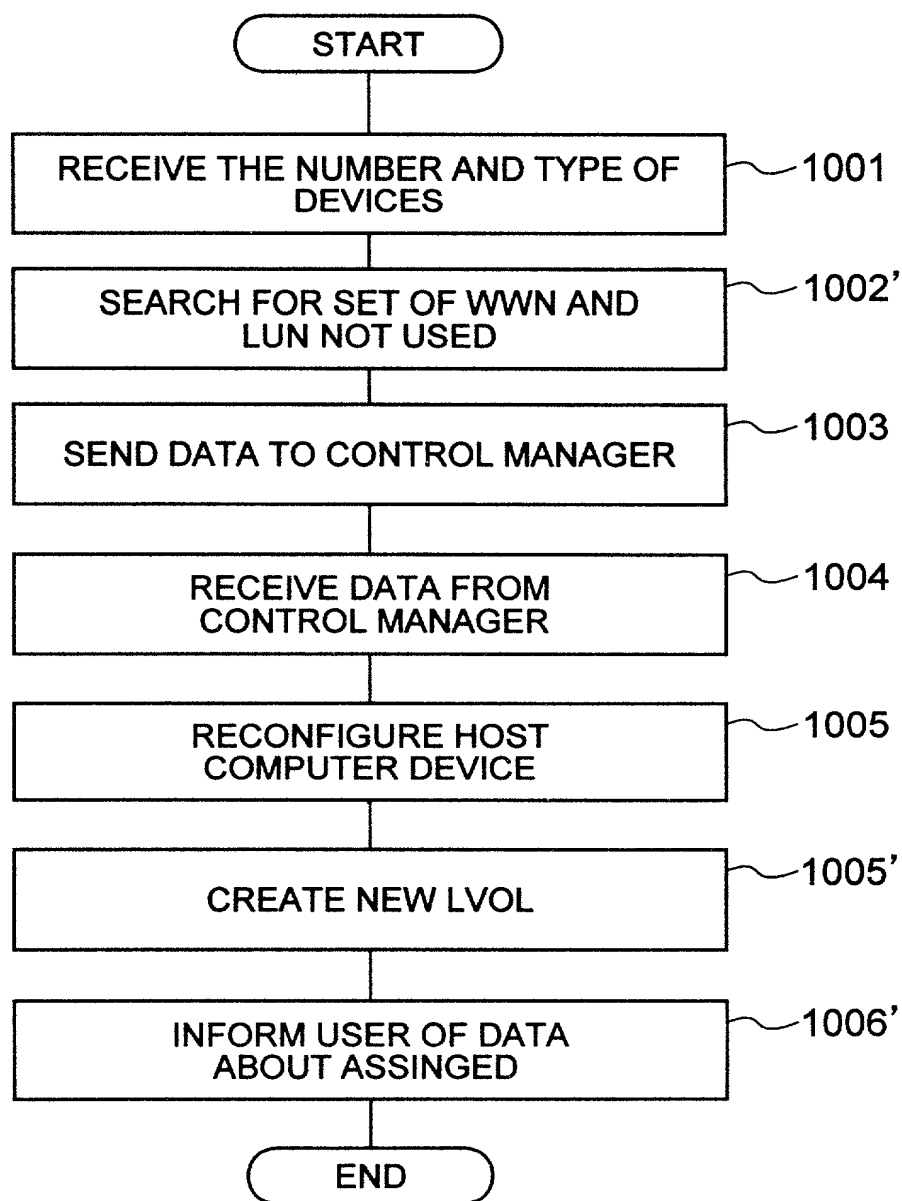 START
RECEIVE THE NUMBER AND TYPE OF
DEVICES
1001
SEARCH FOR SET OF WWN AND
LUN NOT USED
1002’
SEND DATA TO CONTROL MANAGER
1003
RECEIVE DATA FROM
CONTROL MANAGER
1004
RECONFIGURE HOST
COMPUTER DEVICE
1005
CREATE NEW LVOL
1005’
INFORM USER OF DATA
ABOUT ASSINGED
1006’
END